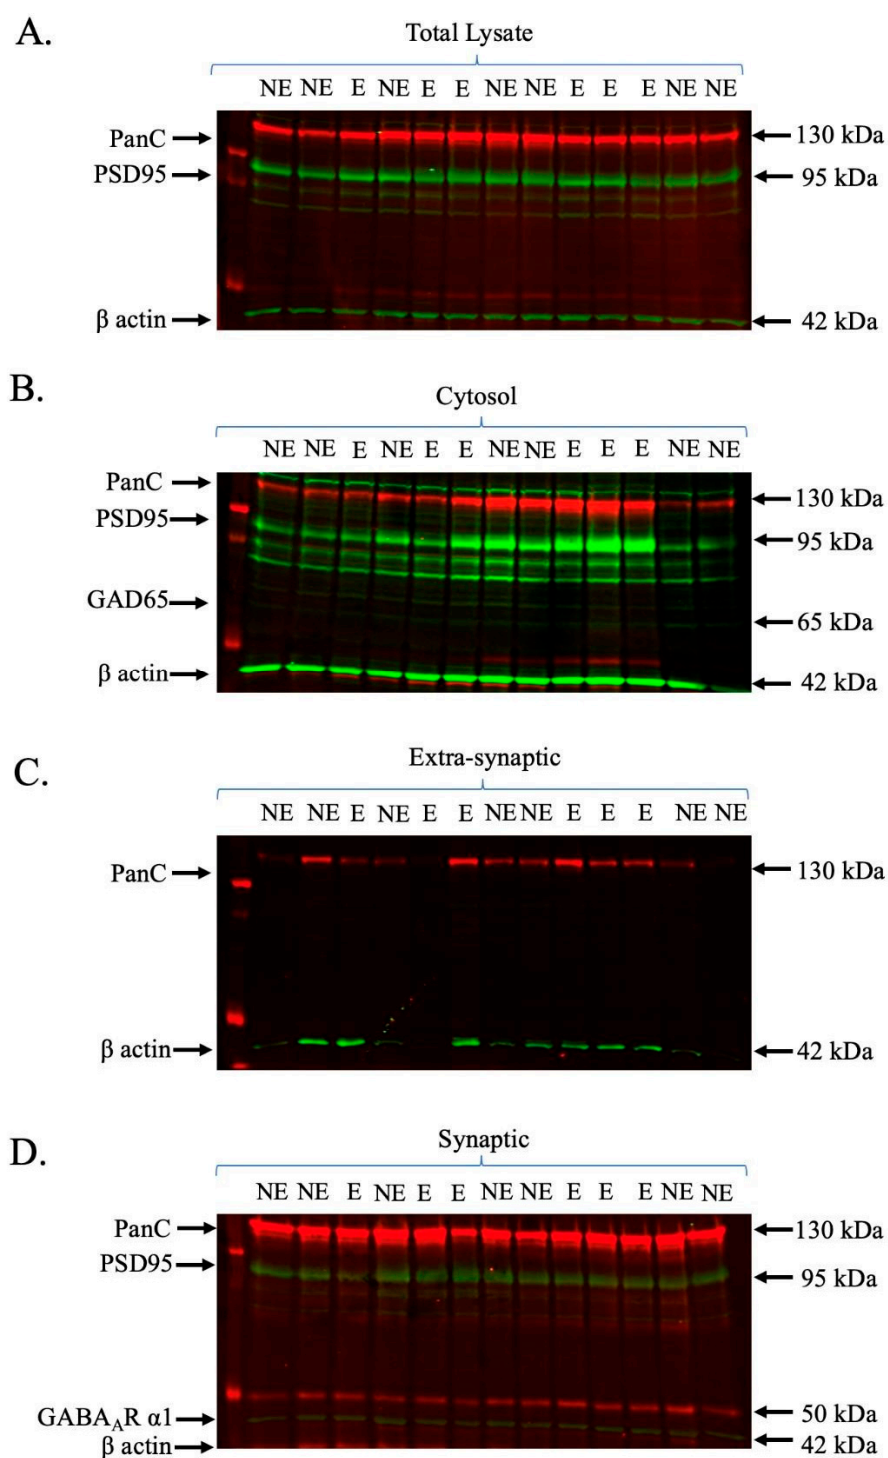 A.
Total Lysate
NE NE E NE E E NE NE E E E NE NE
PanC 130 kDa
PSD95 95 kDa
β actin 42 kDa
B.
Cytosol
NE NE E NE E E NE NE E E E NE NE
PanC 130 kDa
PSD95 95 kDa
GAD65 65 kDa
β actin 42 kDa
C.
Extra-synaptic
NE NE E NE E E NE NE E E E NE NE
PanC 130 kDa
β actin 42 kDa
D.
Synaptic
NE NE E NE E E NE NE E E E NE NE
PanC 130 kDa
PSD95 95 kDa
GABA_AR α1 50 kDa
β actin 42 kDa